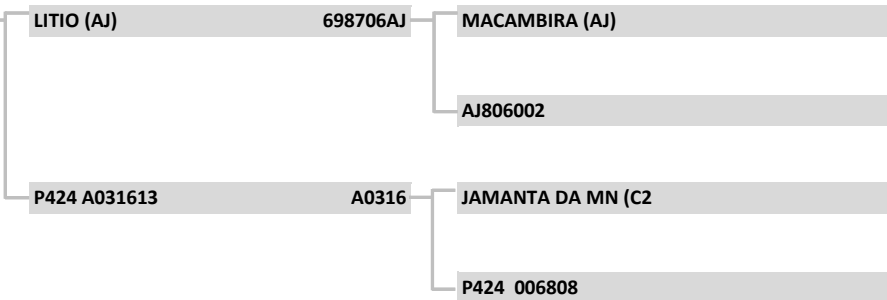 LITIO (AJ) 698706AJ MACAMBIRA (AJ)
AJ806002
P424 A031613 A0316 JAMANTA DA MN (C2
P424 006808